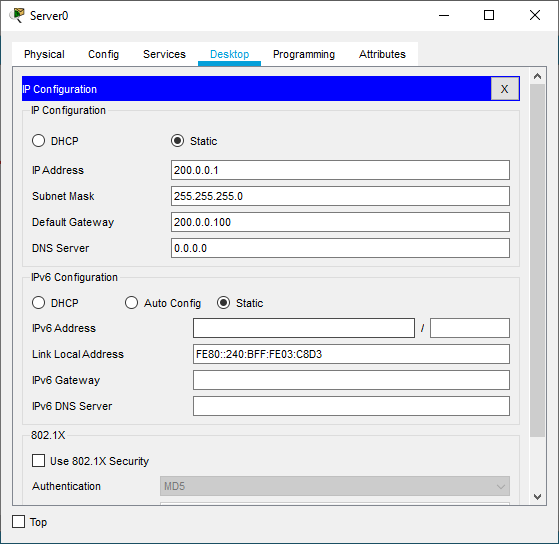 Server0
Physical Config Services Desktop Programming Attributes
IP Configuration X
IP Configuration
DHCP Static
IP Address 200.0.0.1
Subnet Mask 255.255.255.0
Default Gateway 200.0.0.100
DNS Server 0.0.0.0
IPv6 Configuration
DHCP Auto Config Static
IPv6 Address /
Link Local Address FE80::240:BFF:FE03:C8D3
IPv6 Gateway
IPv6 DNS Server
802.1X
Use 802.1X Security
Authentication MD5
Top